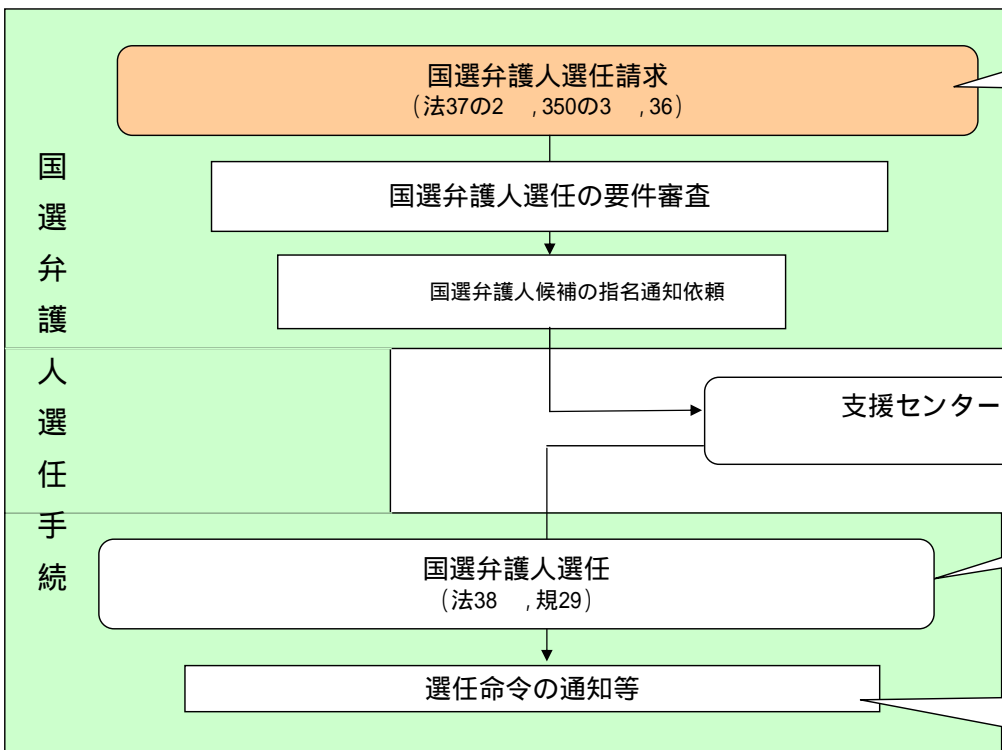 国選弁護人選任手続
国選弁護人選任請求
(法37の2　,350の3　,36)
国選弁護人選任の要件審査
国選弁護人候補の指名通知依頼
支援センター
国選弁護人選任
(法38　,規29)
選任命令の通知等